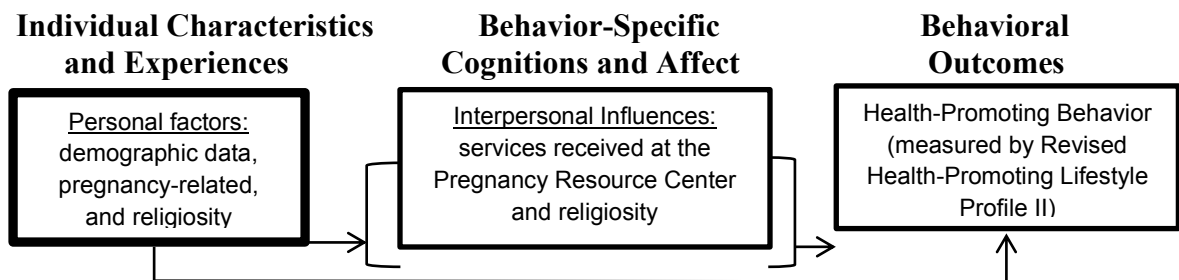 Individual Characteristics
and Experiences
Personal factors:
demographic data,
pregnancy-related,
and religiosity
Behavior-Specific
Cognitions and Affect
Interpersonal Influences:
services received at the
Pregnancy Resource Center
and religiosity
Behavioral
Outcomes
Health-Promoting Behavior
(measured by Revised
Health-Promoting Lifestyle
Profile II)